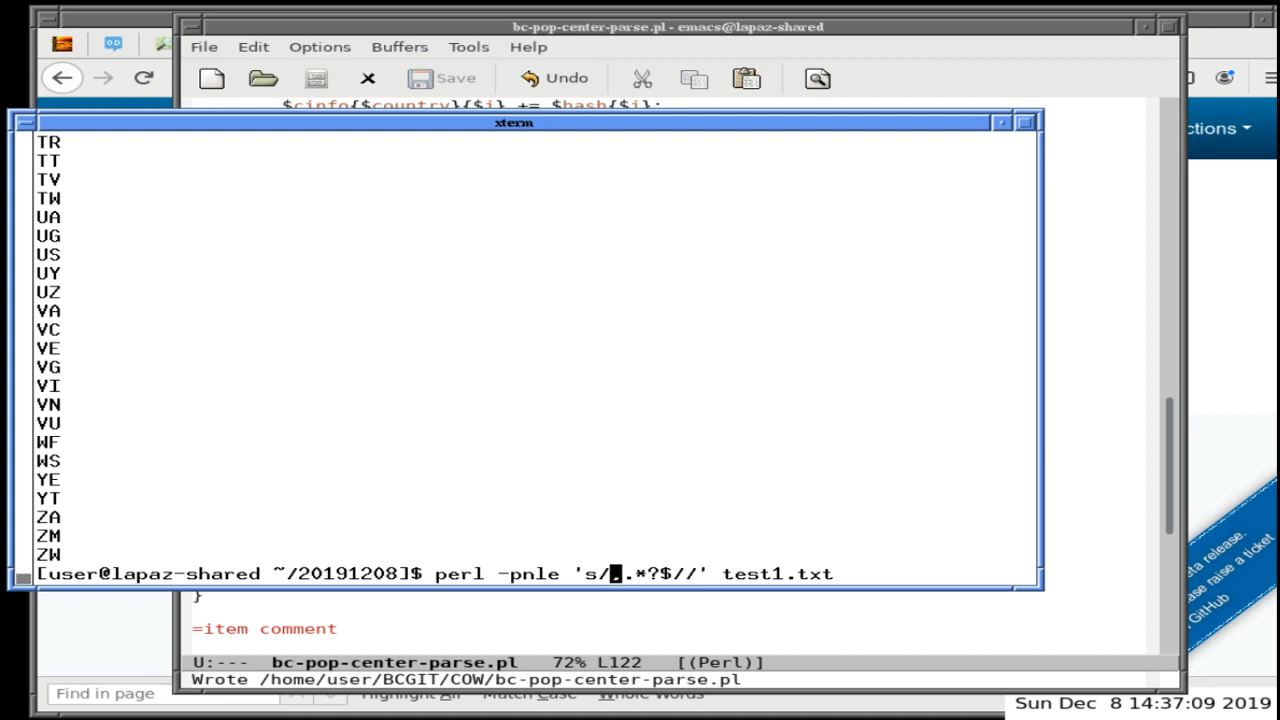 bc-pop-center-parse.pl - emacs@lapaz-shared
File Edit Options Buffers Tools Help
Save Undo
$cinfo{$country}{$i} += $hash{$i};
xterm
ctions
TR
TT
TV
TW
UA
UG
US
UY
UZ
VA
VC
VE
VG
VI
VN
VU
WF
WS
YE
YT
ZA
ZM
ZW
[user@lapaz-shared ~/20191208]$ perl -pnle 's/,.*?$//' test1.txt
}
=item comment
U:--- bc-pop-center-parse.pl 72% L122 [(Perl)]
Wrote /home/user/BCGIT/COW/bc-pop-center-parse.pl
Find in page Highlight All Match Case Whole Words
eta release.
ase raise a ticket
GitHub
Sun Dec 8 14:37:09 2019